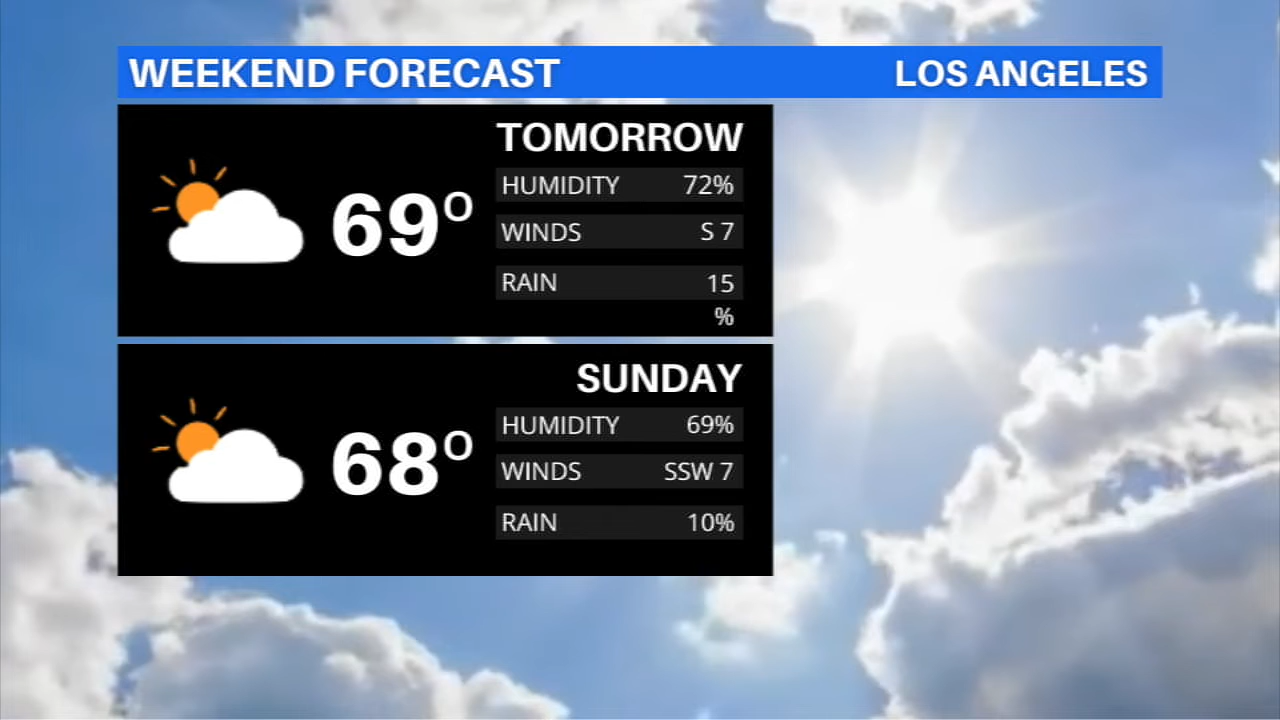 WEEKEND FORECAST LOS ANGELES
TOMORROW
69°
HUMIDITY 72%
WINDS S 7
RAIN 15
%
SUNDAY
68°
HUMIDITY 69%
WINDS SSW 7
RAIN 10%